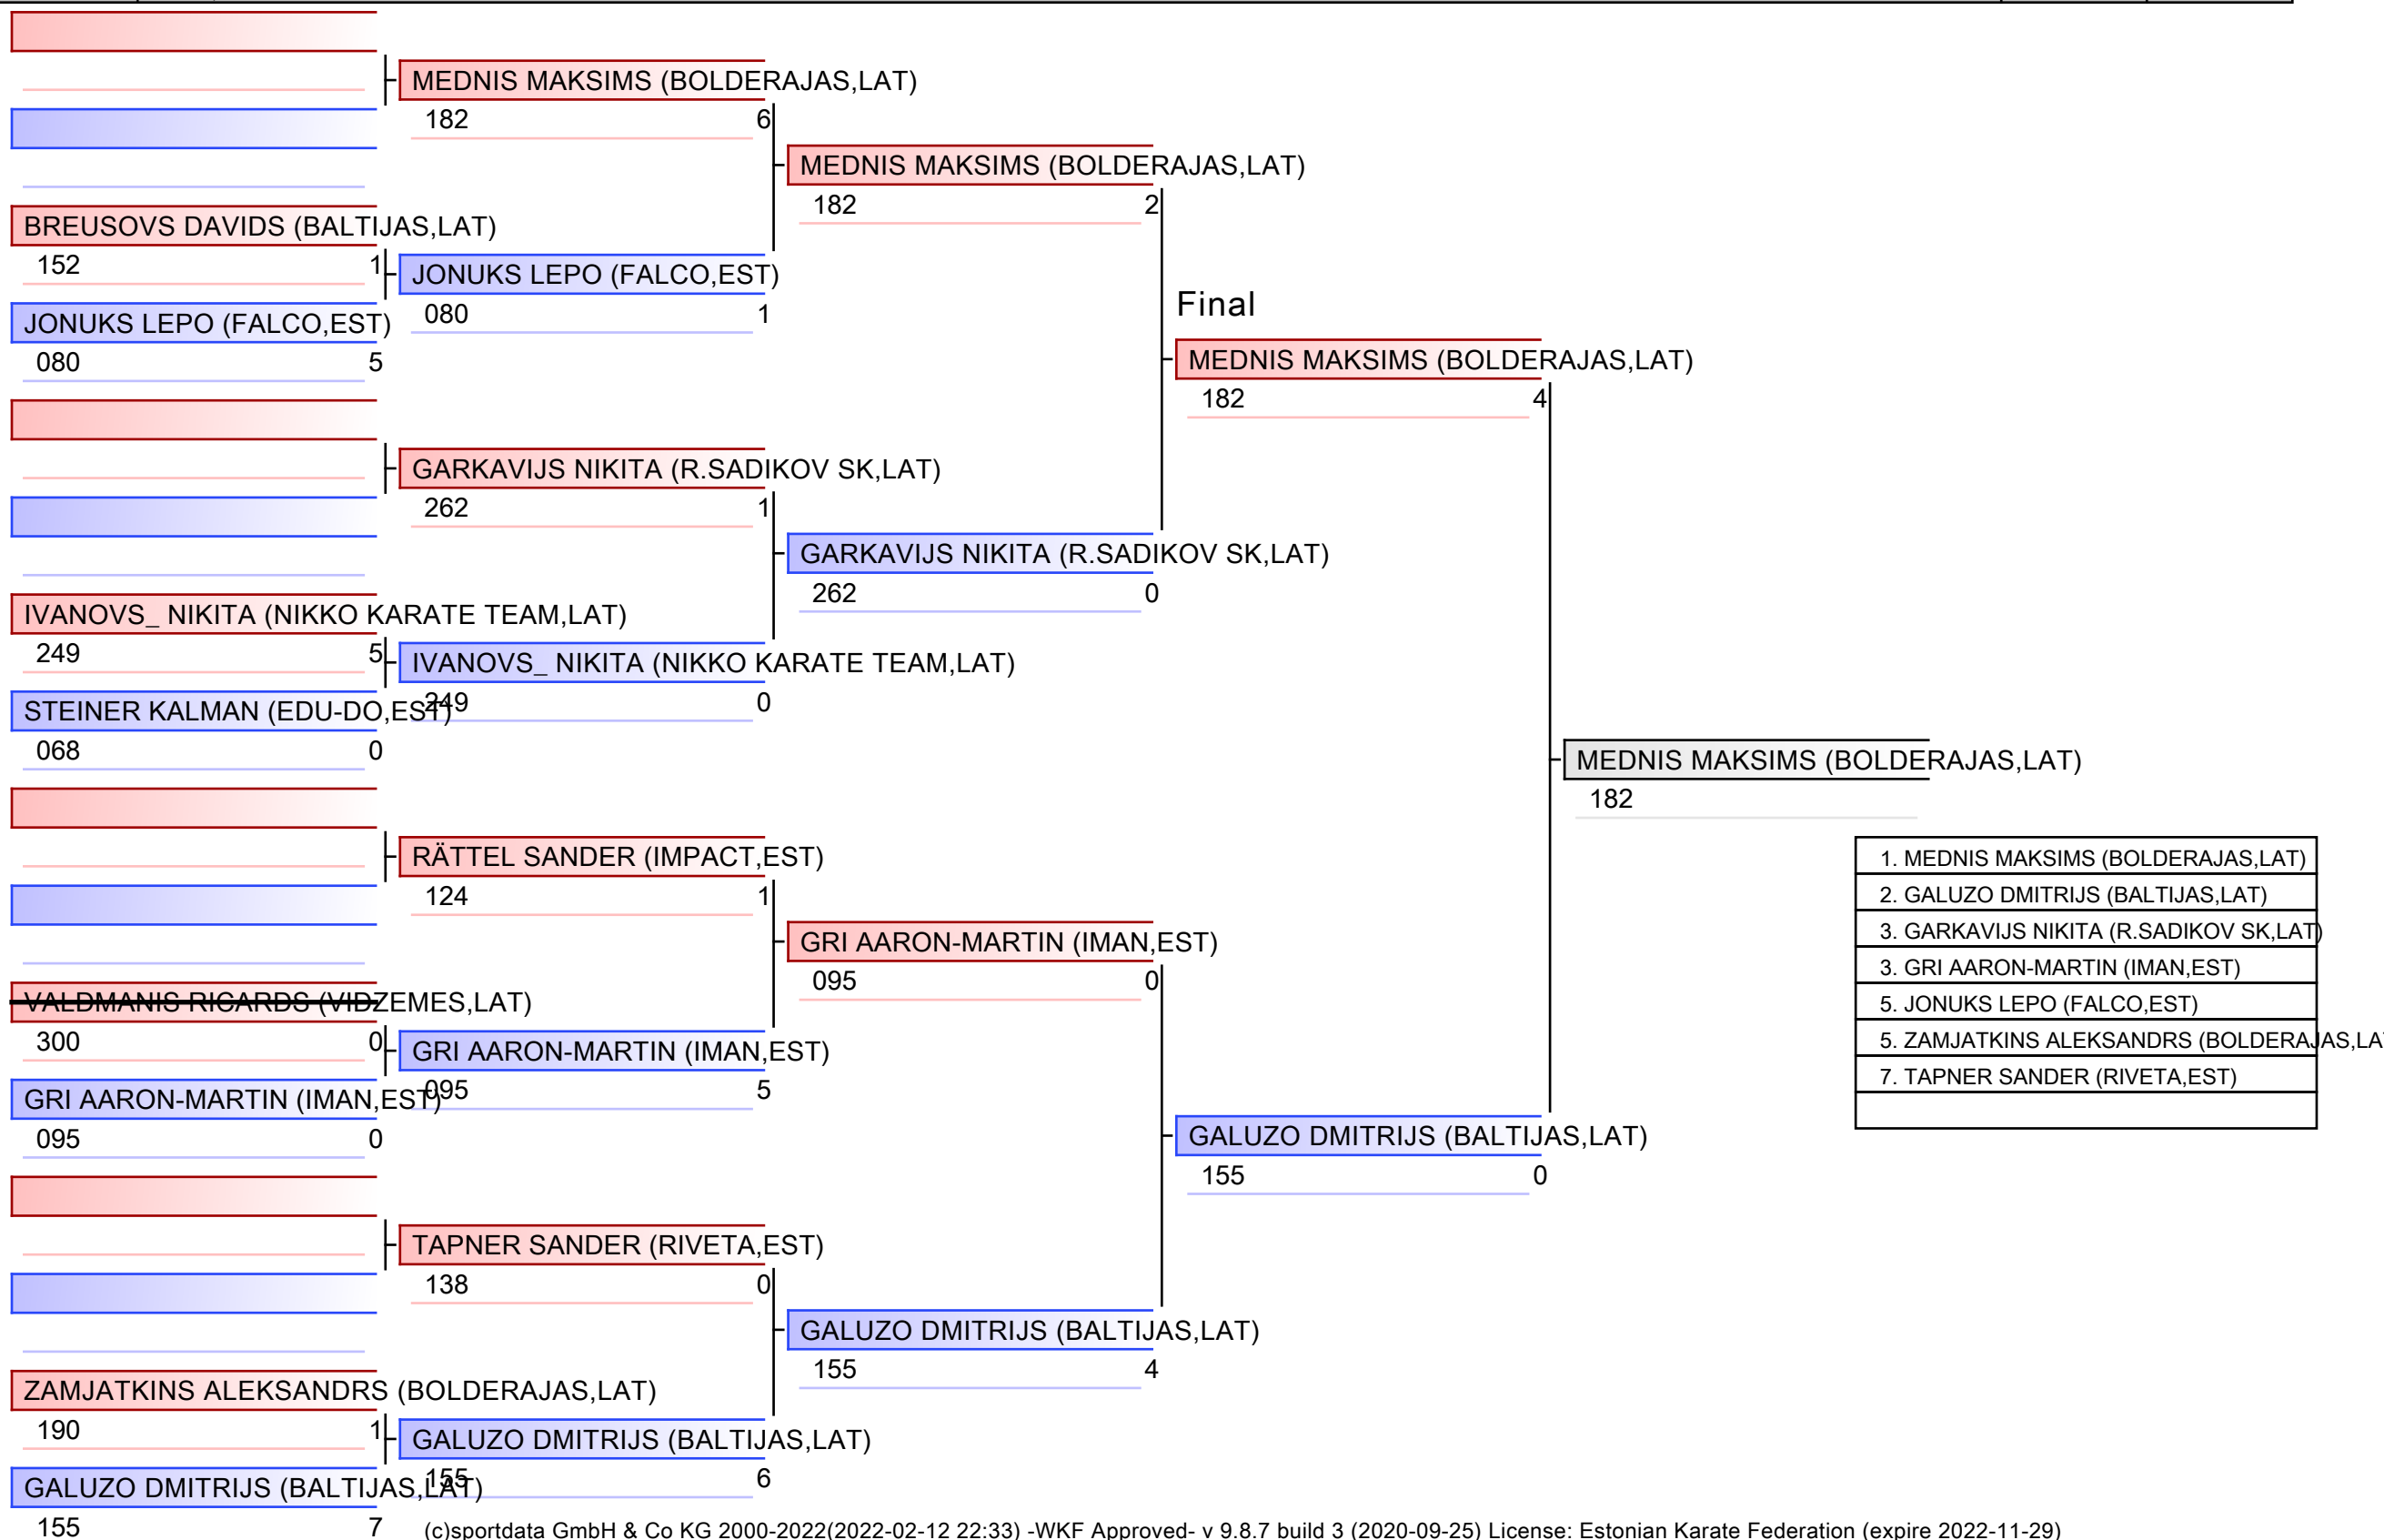 MEDNIS MAKSIMS (BOLDERAJAS,LAT)
182 6
BREUSOVS DAVIDS (BALTIJAS,LAT)
152 1
JONUKS LEPO (FALCO,EST)
080 5
JONUKS LEPO (FALCO,EST)
080 1
MEDNIS MAKSIMS (BOLDERAJAS,LAT)
182 2
GARKAVIJS NIKITA (R.SADIKOV SK,LAT)
262 1
IVANOVS_ NIKITA (NIKKO KARATE TEAM,LAT)
249 5
STEINER KALMAN (EDU-DO,EST)
068 0
IVANOVS_ NIKITA (NIKKO KARATE TEAM,LAT)
249 0
GARKAVIJS NIKITA (R.SADIKOV SK,LAT)
262 0
Final
MEDNIS MAKSIMS (BOLDERAJAS,LAT)
182 4
RÄTTEL SANDER (IMPACT,EST)
124 1
VALDMANIS RICARDS (VIDZEMES,LAT)
300 0
GRI AARON-MARTIN (IMAN,EST)
095 0
GRI AARON-MARTIN (IMAN,EST)
095 5
GRI AARON-MARTIN (IMAN,EST)
095 0
TAPNER SANDER (RIVETA,EST)
138 0
ZAMJATKINS ALEKSANDRS (BOLDERAJAS,LAT)
190 1
GALUZO DMITRIJS (BALTIJAS,LAT)
155 7
GALUZO DMITRIJS (BALTIJAS,LAT)
155 6
GALUZO DMITRIJS (BALTIJAS,LAT)
155 4
GALUZO DMITRIJS (BALTIJAS,LAT)
155 0
MEDNIS MAKSIMS (BOLDERAJAS,LAT)
182
1. MEDNIS MAKSIMS (BOLDERAJAS,LAT)
2. GALUZO DMITRIJS (BALTIJAS,LAT)
3. GARKAVIJS NIKITA (R.SADIKOV SK,LAT)
3. GRI AARON-MARTIN (IMAN,EST)
5. JONUKS LEPO (FALCO,EST)
5. ZAMJATKINS ALEKSANDRS (BOLDERAJAS,LA
7. TAPNER SANDER (RIVETA,EST)
(c)sportdata GmbH & Co KG 2000-2022(2022-02-12 22:33) -WKF Approved- v 9.8.7 build 3 (2020-09-25) License: Estonian Karate Federation (expire 2022-11-29)